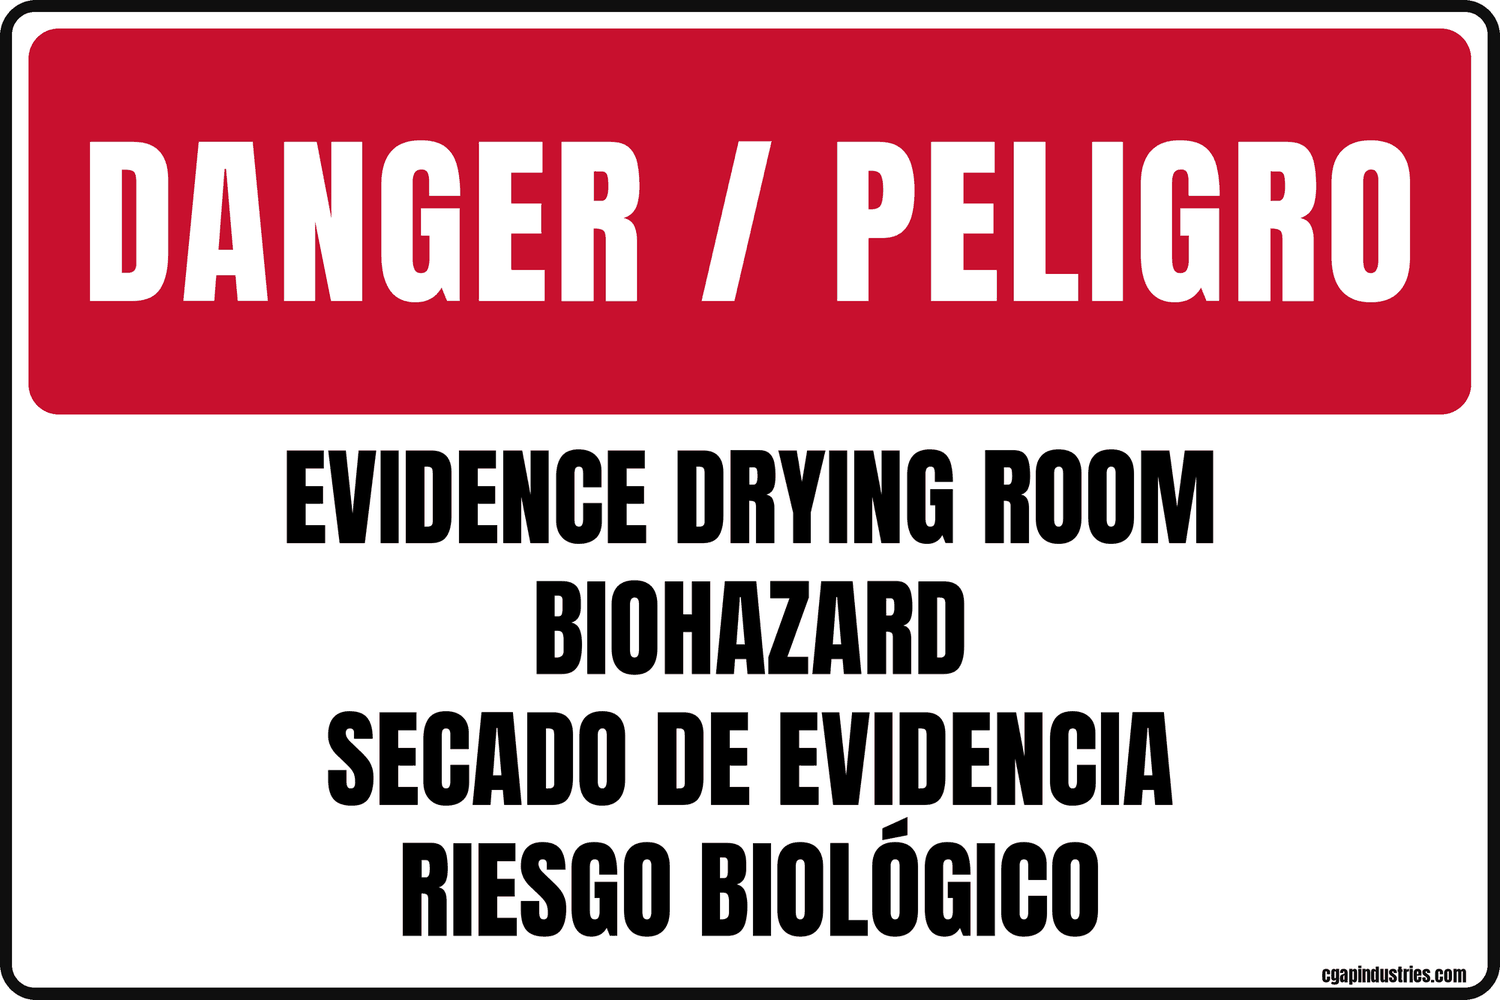 DANGER / PELIGRO
EVIDENCE DRYING ROOM
BIOHAZARD
SECADO DE EVIDENCIA
RIESGO BIOLÓGICO
cgapindustries.com